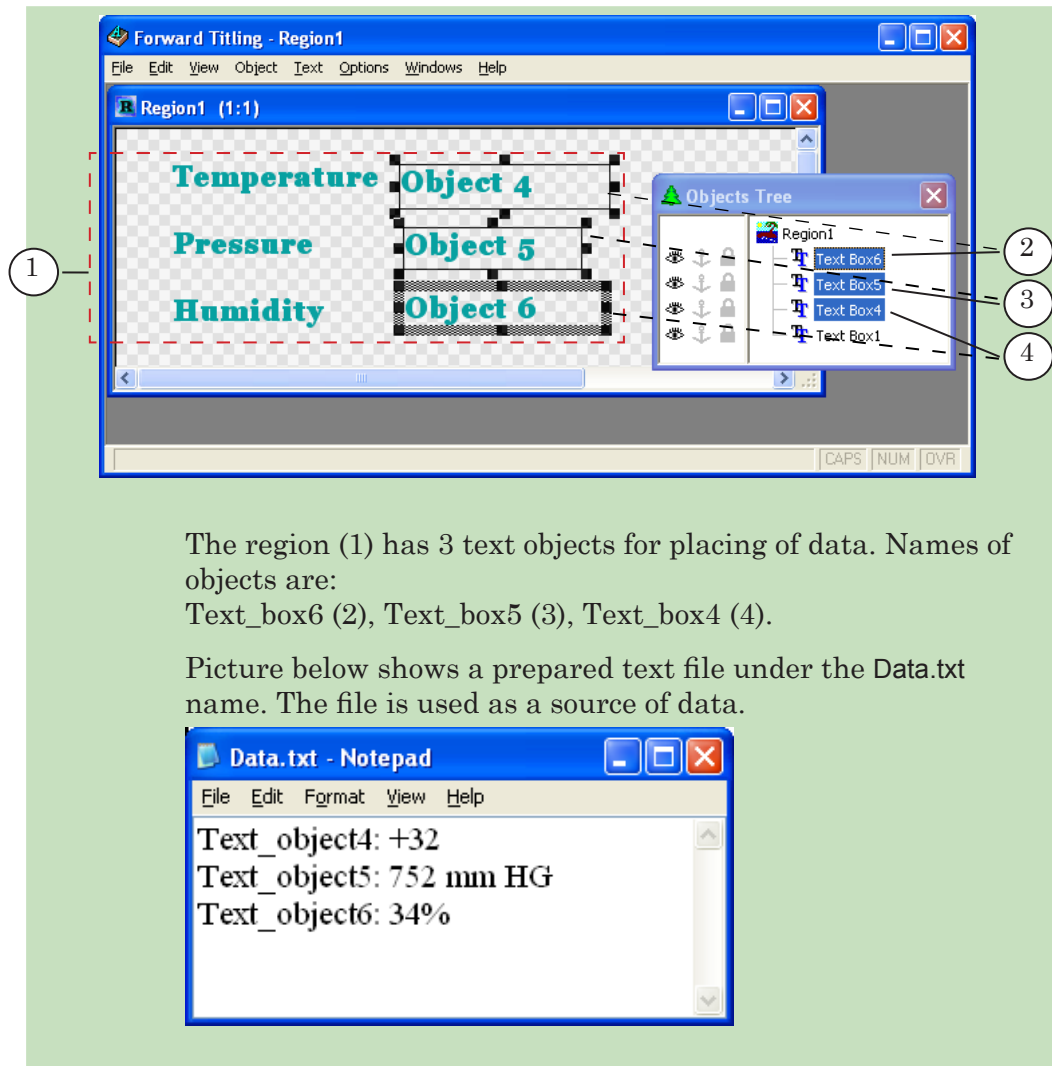 Forward Titling - Region1
File Edit View Object Text Options Windows Help
Region1 (1:1)
1
Temperature Object 4
Pressure Object 5
Humidity Object 6
Objects Tree
Region1
Text Box6
Text Box5
Text Box4
Text Box1
2
3
4
CAPS NUM OVR
The region (1) has 3 text objects for placing of data. Names of
objects are:
Text_box6 (2), Text_box5 (3), Text_box4 (4).
Picture below shows a prepared text file under the Data.txt
name. The file is used as a source of data.
Data.txt - Notepad
File Edit Format View Help
Text_object4: +32
Text_object5: 752 mm HG
Text_object6: 34%